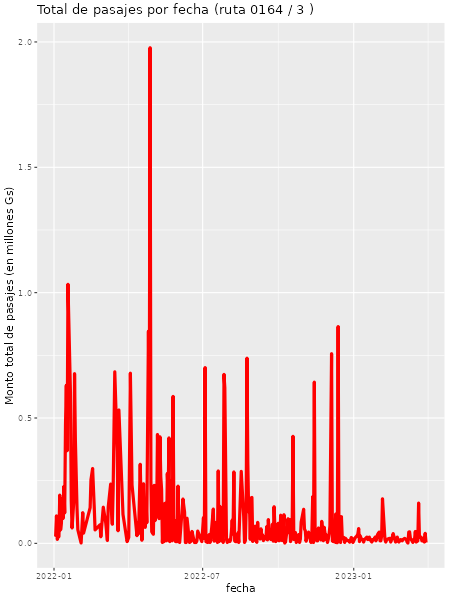 Total de pasajes por fecha (ruta 0164 / 3 )
Monto total de pasajes (en millones Gs)
2.0
1.5
1.0
0.5
0.0
2022-01
2022-07
2023-01
fecha